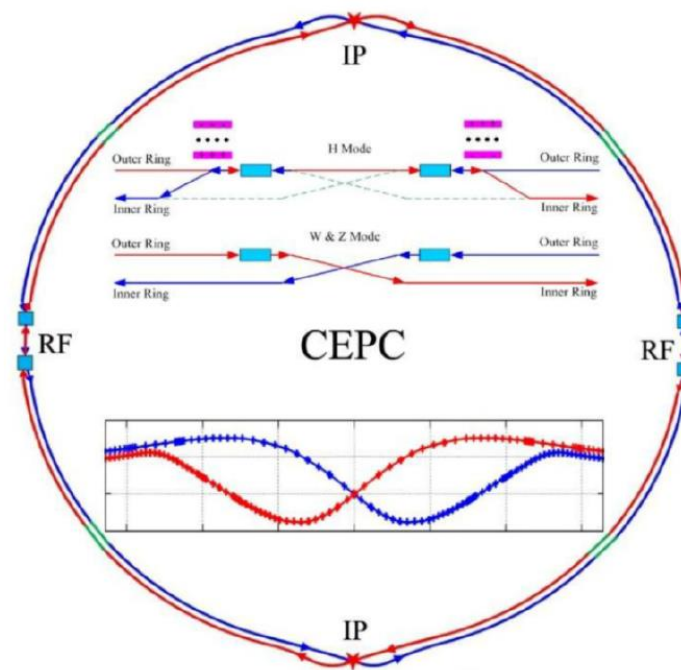 IP
H Mode
Outer Ring
Outer Ring
Inner Ring
Inner Ring
W & Z Mode
Outer Ring
Outer Ring
Inner Ring
Inner Ring
RF
CEPC
RF
IP